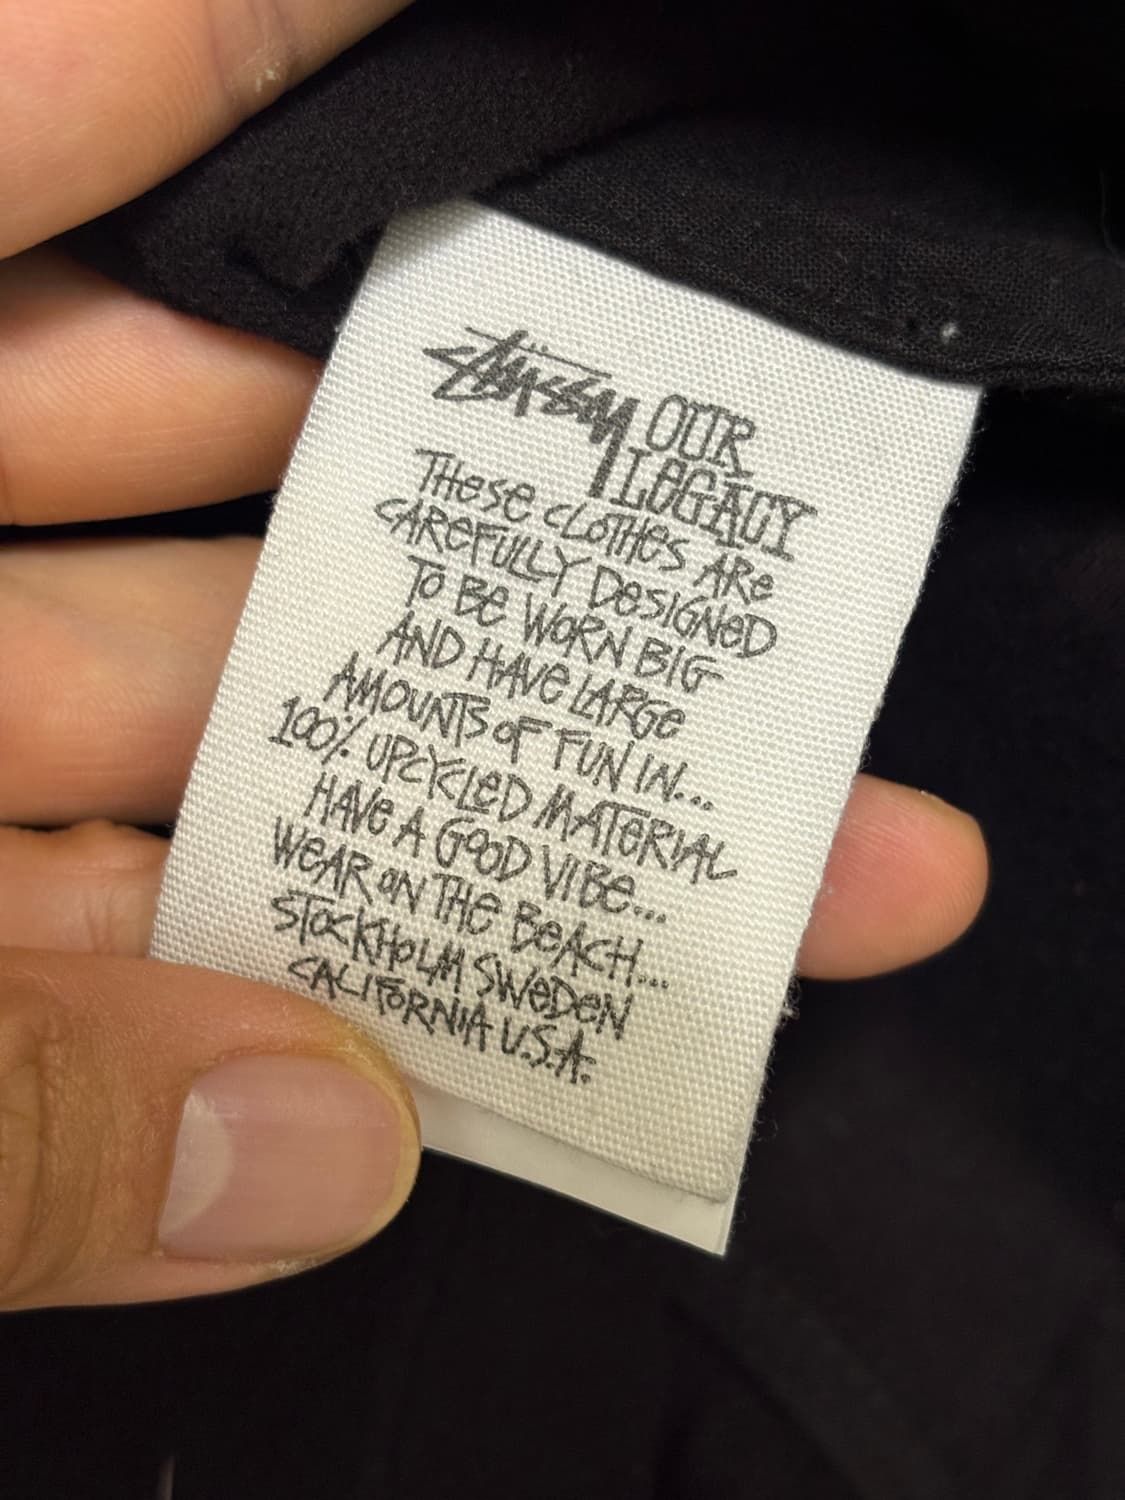 Stüssy OUR
LEGACY
THese cLOTHES ARe
CAREFULLY DeSIGNeD
TO BE WORN BIG
AND HAVE LARGe
AMOUNTS OF FUN IN...
100% UPCYCLeD MATERIAL
HAVe A GOOD VIBe...
WeAR ON THe BeACH...
STOCKHOLM SWeDEN
CALIFORNIA U.S.A.